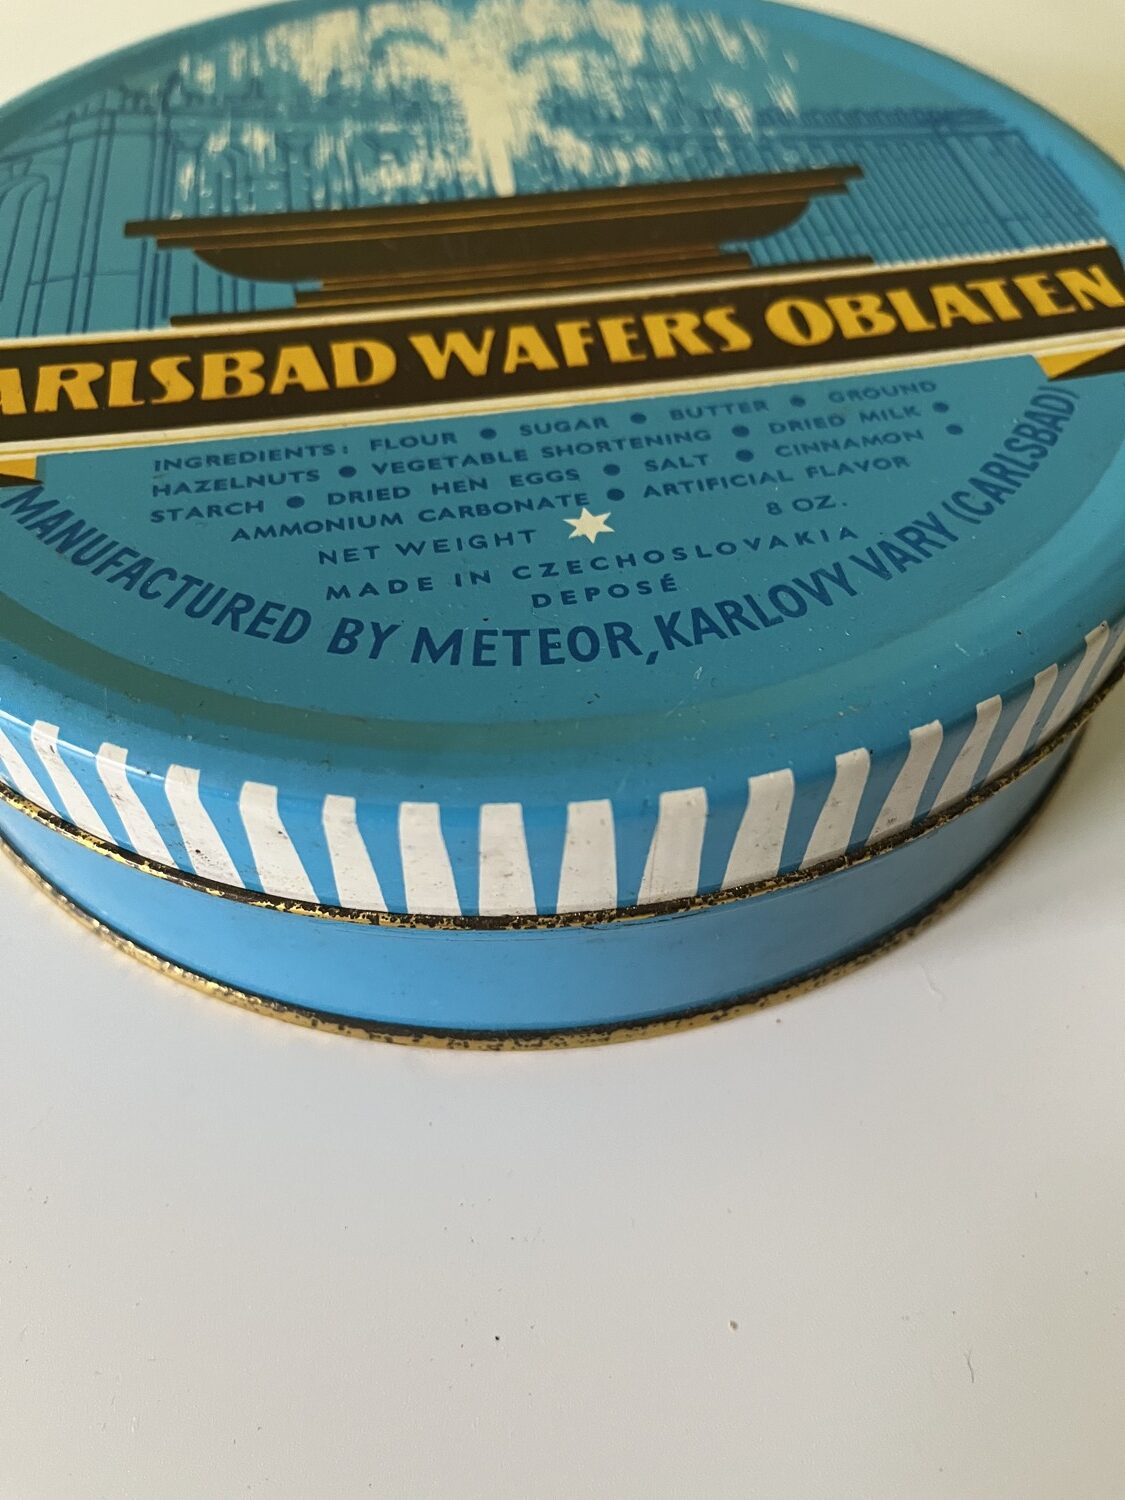 ARLSBAD WAFERS OBLATEN
INGREDIENTS: FLOUR • SUGAR • BUTTER • GROUND
HAZELNUTS • VEGETABLE SHORTENING • DRIED MILK •
STARCH • DRIED HEN EGGS • SALT • CINNAMON •
AMMONIUM CARBONATE • ARTIFICIAL FLAVOR
NET WEIGHT 8 OZ.
MADE IN CZECHOSLOVAKIA
DEPOSÉ
MANUFACTURED BY METEOR, KARLOVY VARY (CARLSBAD)